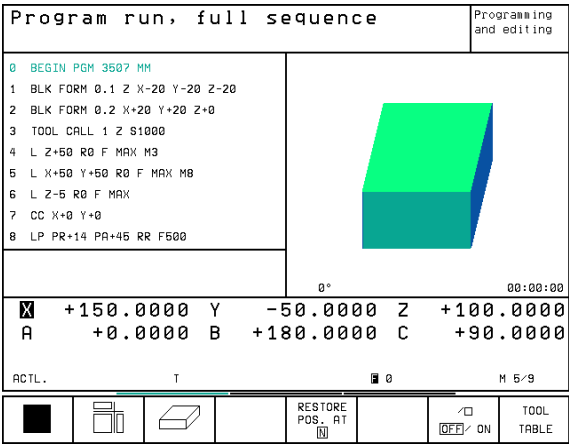 Program run, full sequence
Programming
and editing
0 BEGIN PGM 3507 MM
1 BLK FORM 0.1 Z X-20 Y-20 Z-20
2 BLK FORM 0.2 X+20 Y+20 Z+0
3 TOOL CALL 1 Z S1000
4 L Z+50 R0 F MAX M3
5 L X+50 Y+50 R0 F MAX M8
6 L Z-5 R0 F MAX
7 CC X+0 Y+0
8 LP PR+14 PA+45 RR F500
0° 00:00:00
X +150.0000 Y -50.0000 Z +100.0000
A +0.0000 B +180.0000 C +90.0000
ACTL. T F 0 M 5/9
RESTORE
POS. AT
N
OFF / ON
TOOL
TABLE